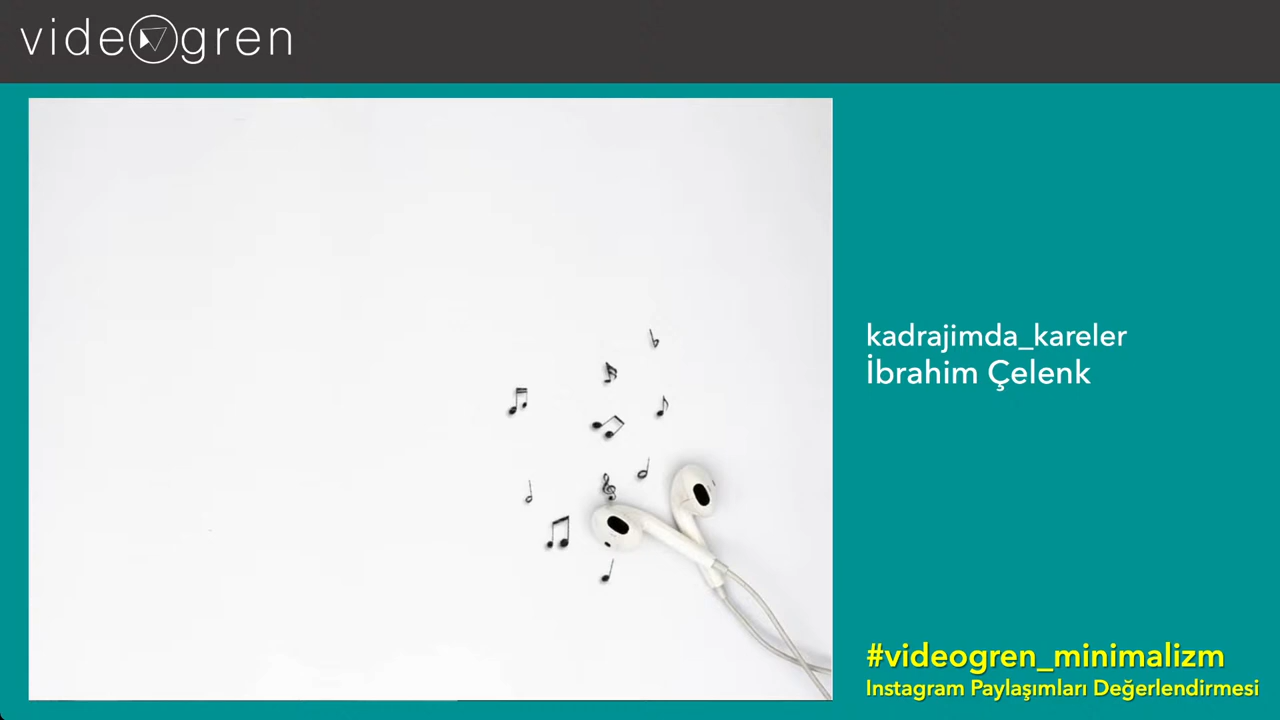 videogren
kadrajimda_kareler
İbrahim Çelenk
#videogren_minimalizm
Instagram Paylaşımları Değerlendirmesi